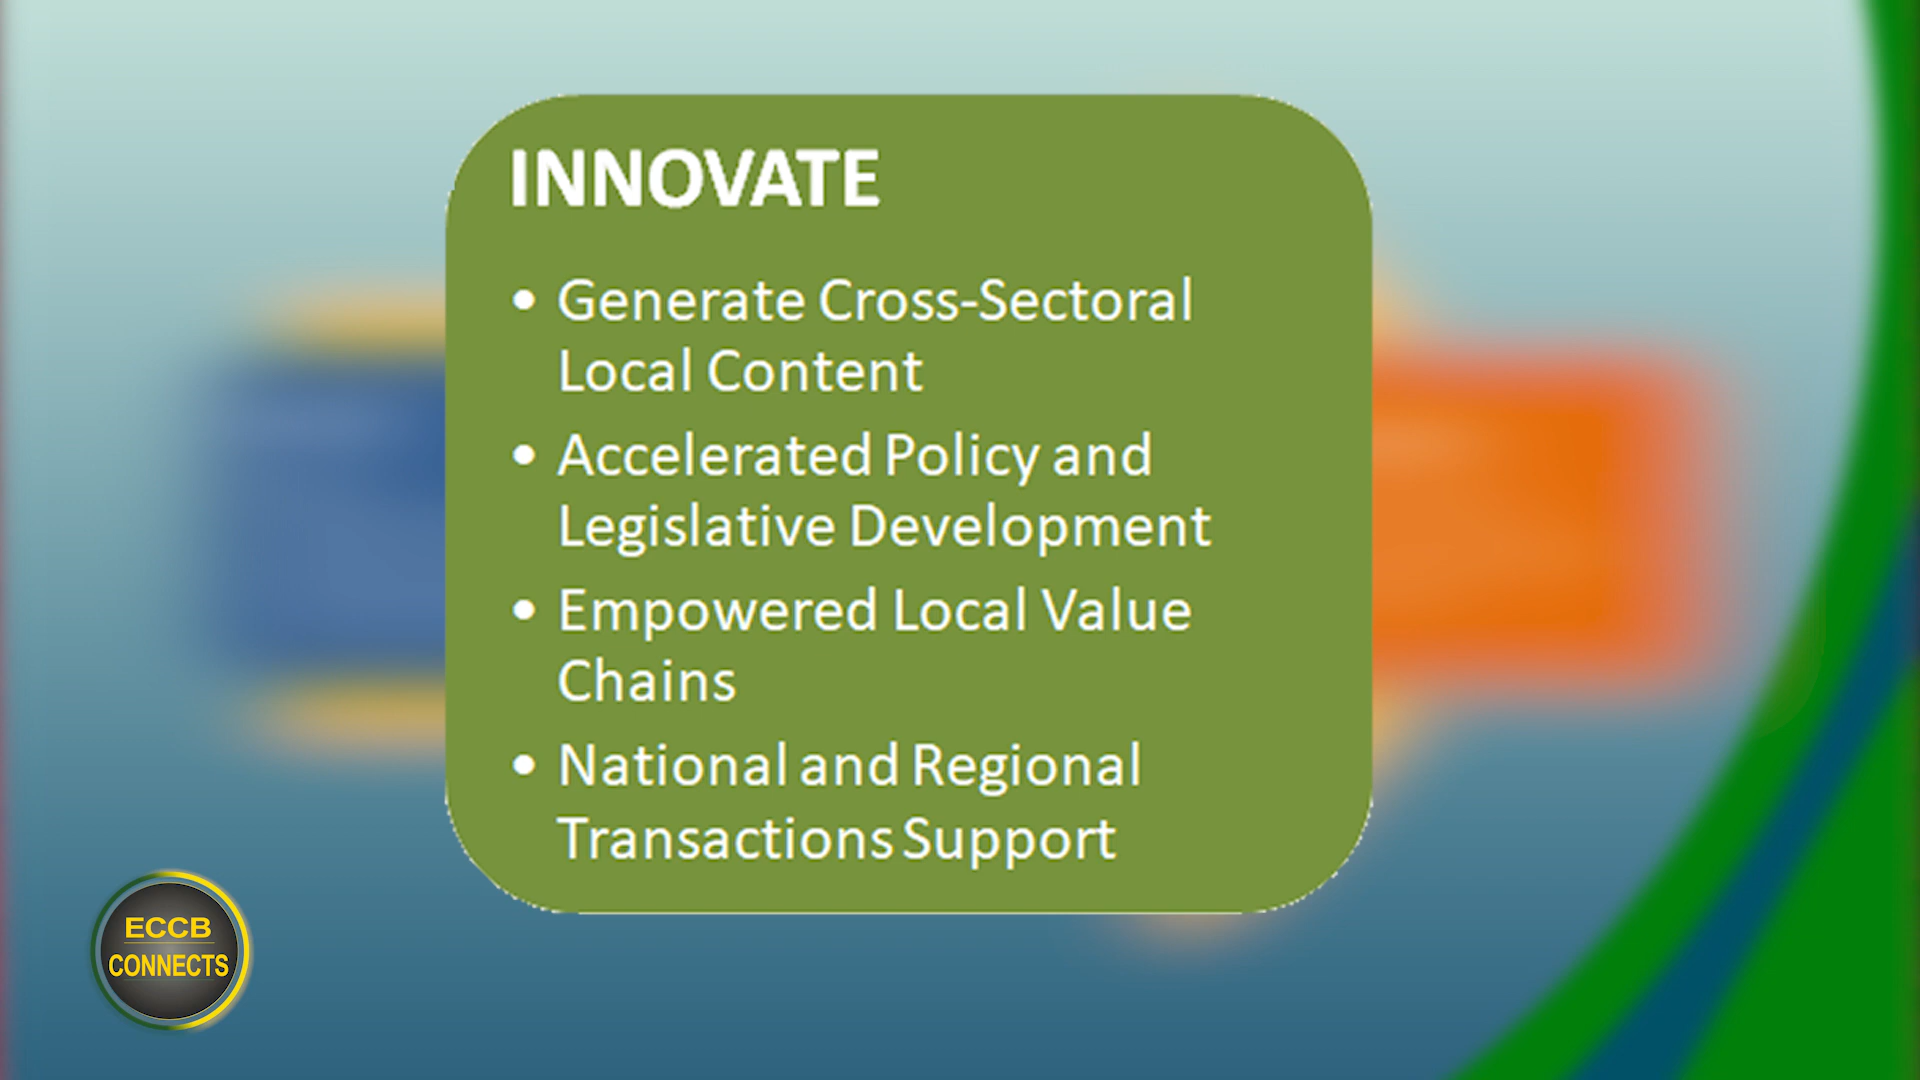 INNOVATE
• Generate Cross-Sectoral
Local Content
• Accelerated Policy and
Legislative Development
• Empowered Local Value
Chains
• National and Regional
Transactions Support
ECCB
CONNECTS